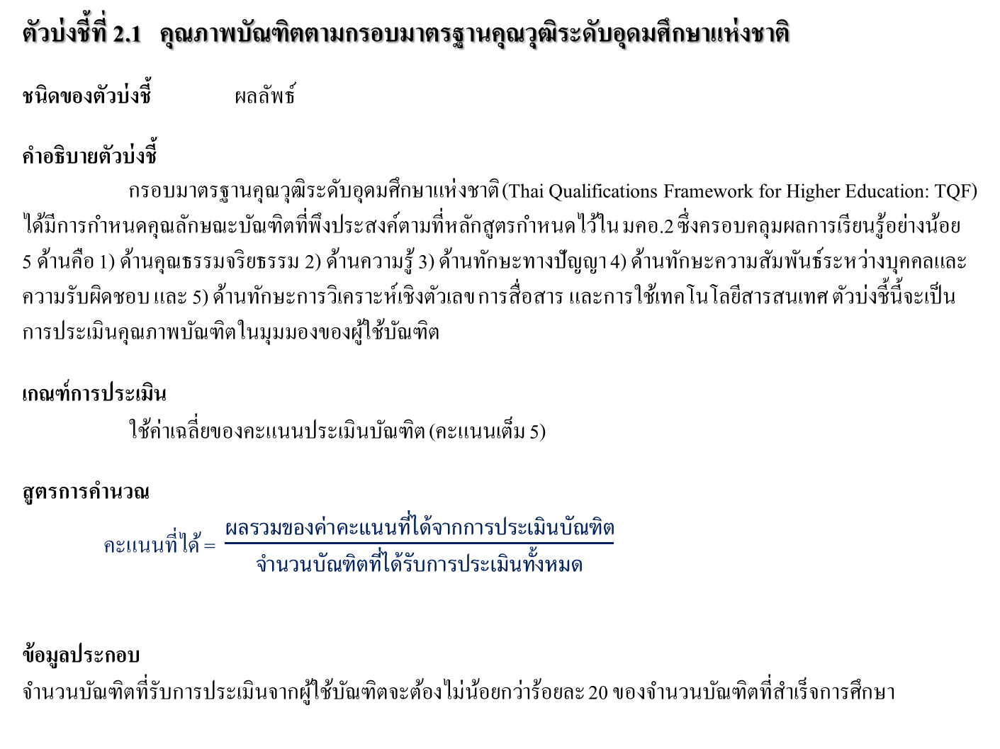 ตัวบ่งชี้ที่ 2.1 คุณภาพบัณฑิตตามกรอบมาตรฐานคุณวุฒิระดับอุดมศึกษาแห่งชาติ
ชนิดของตัวบ่งชี้ ผลลัพธ์
คำอธิบายตัวบ่งชี้
กรอบมาตรฐานคุณวุฒิระดับอุดมศึกษาแห่งชาติ (Thai Qualifications Framework for Higher Education: TQF)
ได้มีการกำหนดคุณลักษณะบัณฑิตที่พึงประสงค์ตามที่หลักสูตรกำหนดไว้ใน มคอ.2 ซึ่งครอบคลุมผลการเรียนรู้อย่างน้อย
5 ด้านคือ 1) ด้านคุณธรรมจริยธรรม 2) ด้านความรู้ 3) ด้านทักษะทางปัญญา 4) ด้านทักษะความสัมพันธ์ระหว่างบุคคลและ
ความรับผิดชอบ และ 5) ด้านทักษะการวิเคราะห์เชิงตัวเลข การสื่อสาร และการใช้เทคโนโลยีสารสนเทศ ตัวบ่งชี้นี้จะเป็น
การประเมินคุณภาพบัณฑิตในมุมมองของผู้ใช้บัณฑิต
เกณฑ์การประเมิน
ใช้ค่าเฉลี่ยของคะแนนประเมินบัณฑิต (คะแนนเต็ม 5)
สูตรการคำนวณ
ผลรวมของค่าคะแนนที่ได้จากการประเมินบัณฑิต
คะแนนที่ได้ =
จำนวนบัณฑิตที่ได้รับการประเมินทั้งหมด
ข้อมูลประกอบ
จำนวนบัณฑิตที่รับการประเมินจากผู้ใช้บัณฑิตจะต้องไม่น้อยกว่าร้อยละ 20 ของจำนวนบัณฑิตที่สำเร็จการศึกษา